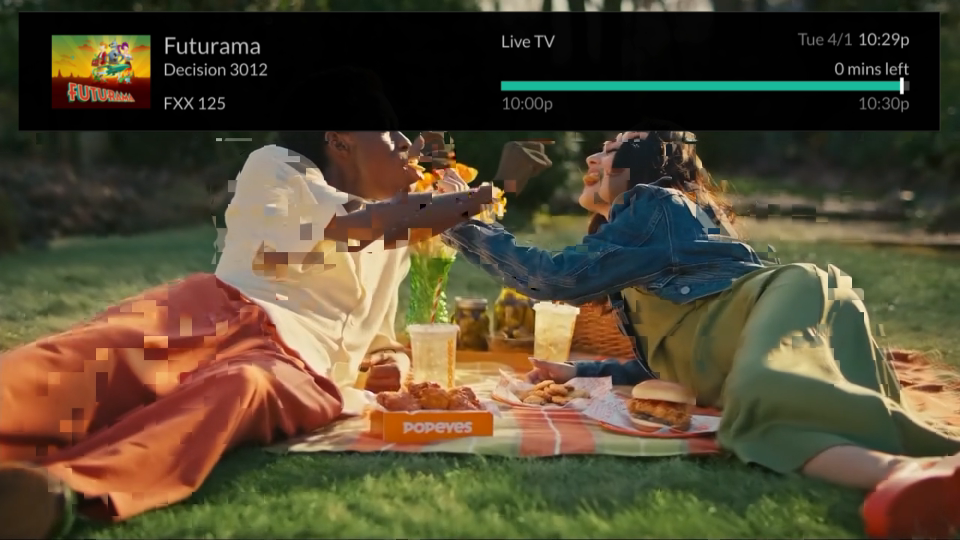 Futurama
Decision 3012
FXX 125
Live TV
Tue 4/1 10:29p
0 mins left
10:00p
10:30p
FUTURAMA
POPEYES